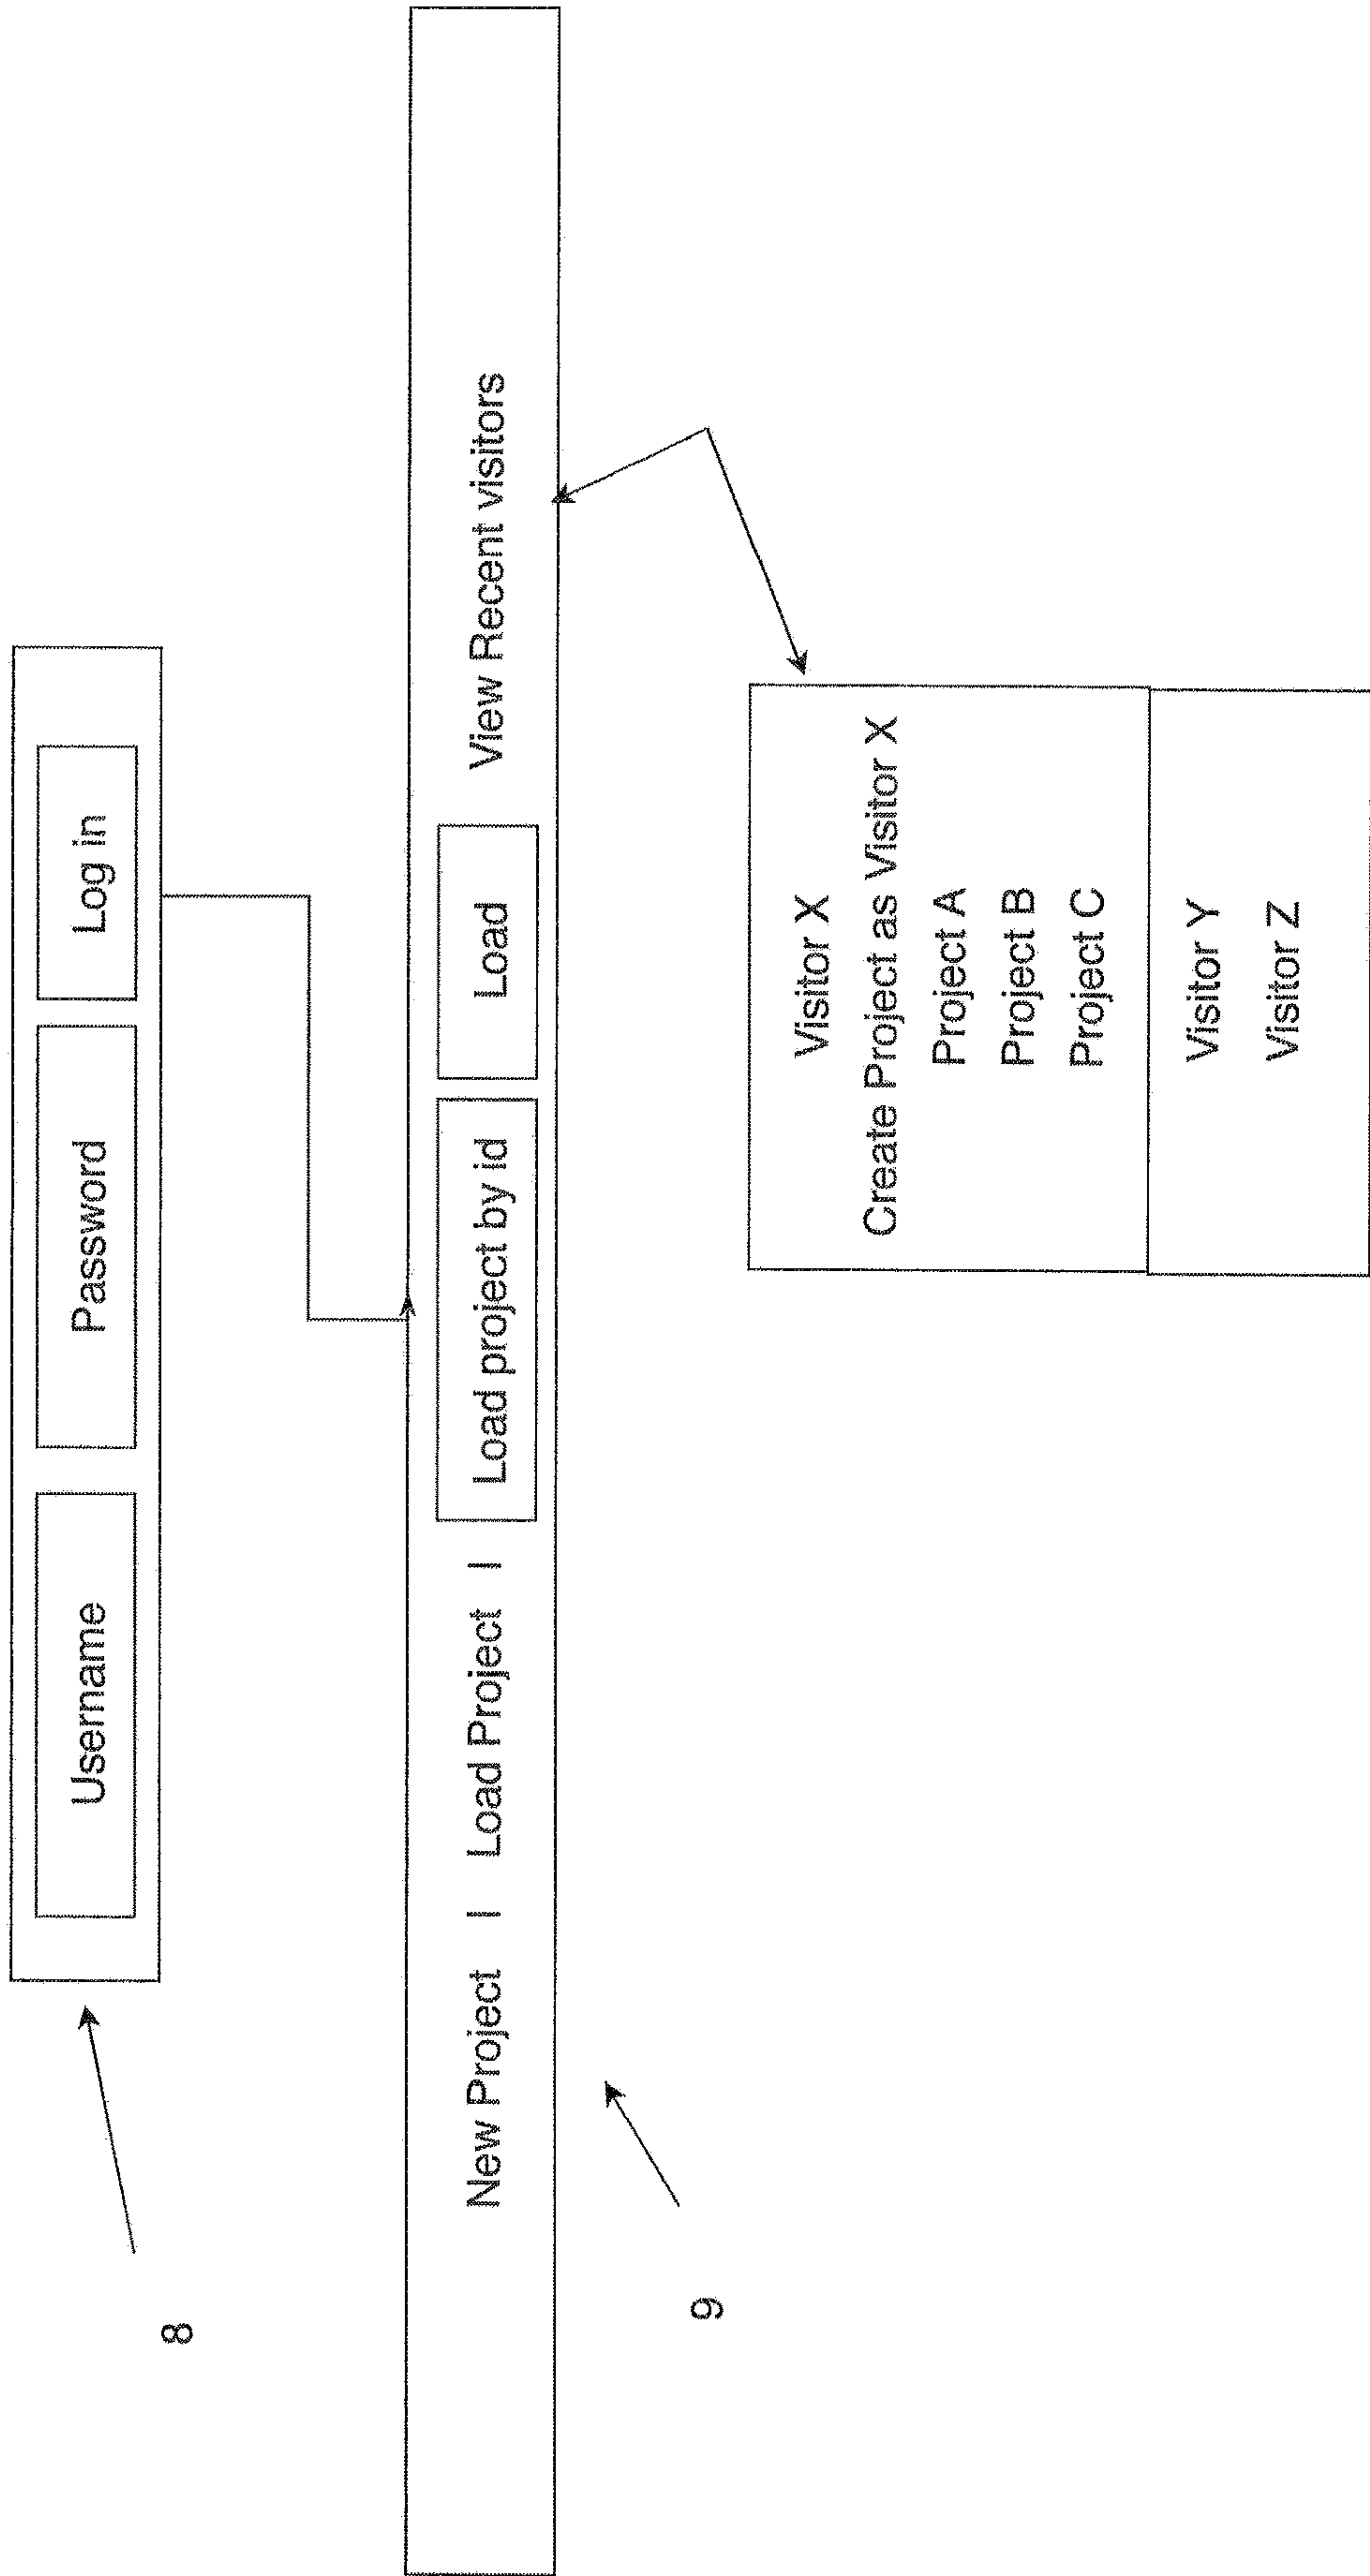 Username Password Log in
8
New Project | Load Project | Load project by id Load View Recent visitors
9
Visitor X
Create Project as Visitor X
Project A
Project B
Project C
Visitor Y
Visitor Z